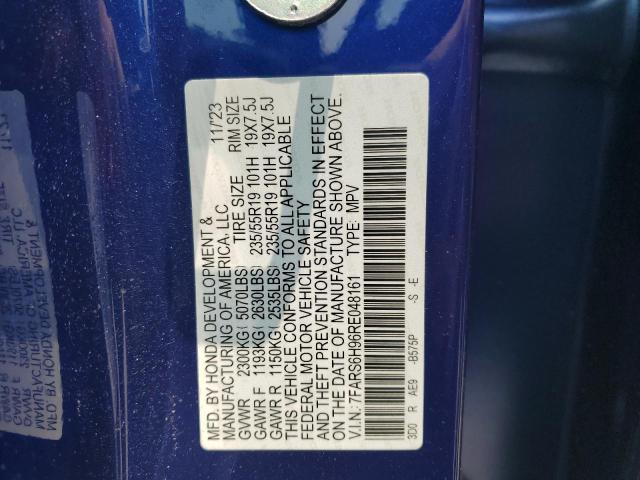 MFD. BY HONDA DEVELOPMENT &
MANUFACTURING OF AMERICA, LLC 11/'23
GVWR 2300KG( 5070LBS) TIRE SIZE RIM SIZE
GAWR F 1193KG( 2630LBS) 235/55R19 101H 19X7.5J
GAWR R 1150KG( 2535LBS) 235/55R19 101H 19X7.5J
THIS VEHICLE CONFORMS TO ALL APPLICABLE
FEDERAL MOTOR VEHICLE SAFETY
AND THEFT PREVENTION STANDARDS IN EFFECT
ON THE DATE OF MANUFACTURE SHOWN ABOVE.
V.I.N.: 7FARS6H96RE048161 TYPE: MPV
3D0 R AE9 -B575P -S -E